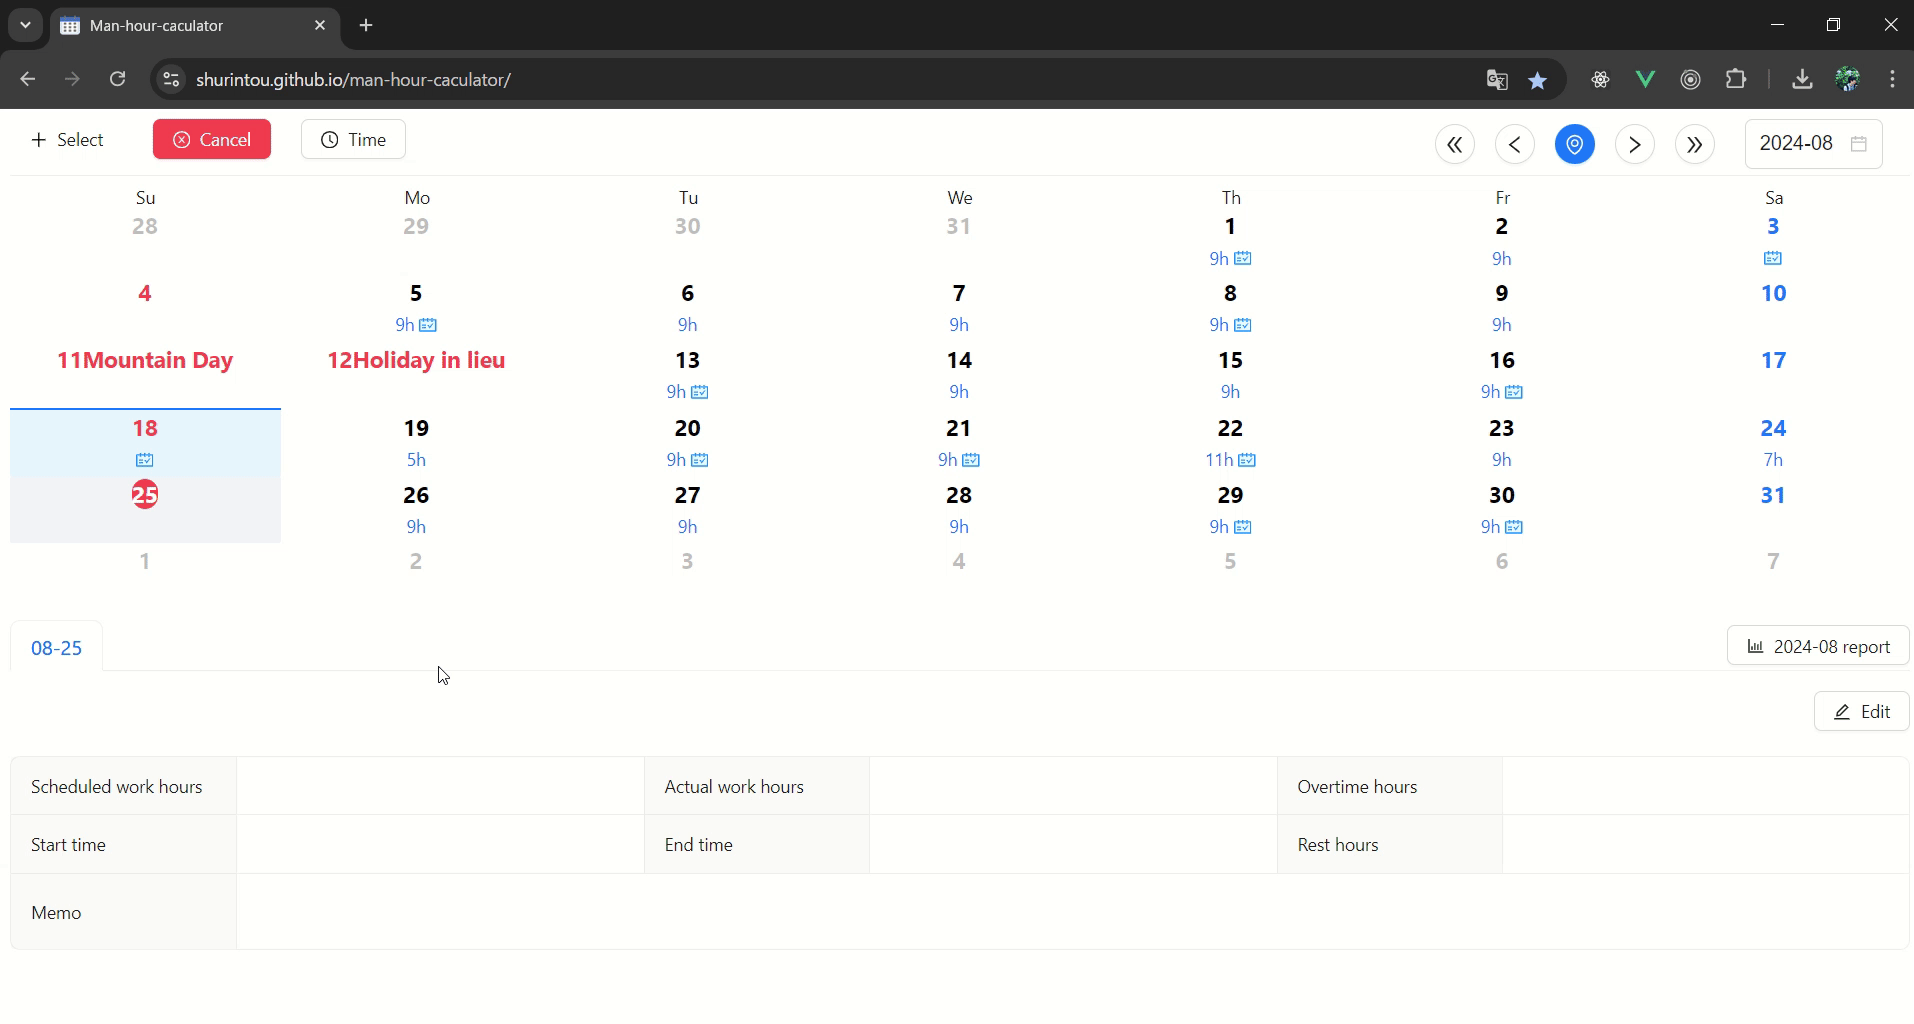 Man-hour-caculator
shurintou.github.io/man-hour-caculator/
Select Cancel Time 2024-08
Su Mo Tu We Th Fr Sa
28 29 30 31 1 2 3
9h 9h
4 5 6 7 8 9 10
9h 9h 9h 9h 9h
11Mountain Day 12Holiday in lieu 13 14 15 16 17
9h 9h 9h 9h
18 19 20 21 22 23 24
5h 9h 9h 11h 9h 7h
25 26 27 28 29 30 31
9h 9h 9h 9h 9h
1 2 3 4 5 6 7
08-25 2024-08 report
Edit
Scheduled work hours Actual work hours Overtime hours
Start time End time Rest hours
Memo